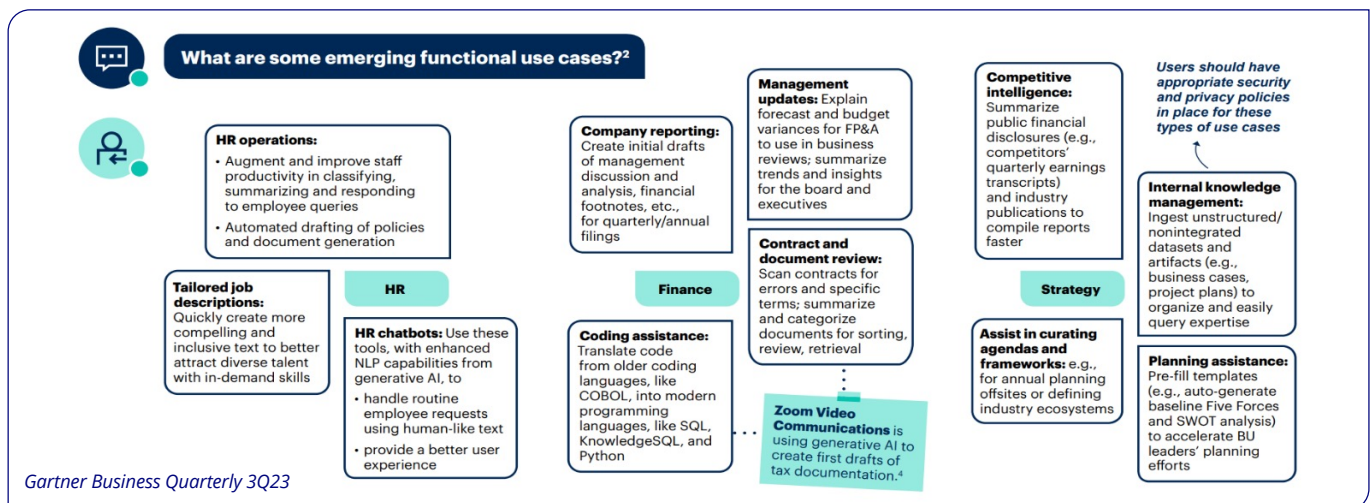 What are some emerging functional use cases?²
HR operations:
• Augment and improve staff
productivity in classifying,
summarizing and responding
to employee queries
• Automated drafting of policies
and document generation
Tailored job
descriptions:
Quickly create more
compelling and
inclusive text to better
attract diverse talent
with in-demand skills
HR
HR chatbots: Use these
tools, with enhanced
NLP capabilities from
generative AI, to
• handle routine
employee requests
using human-like text
• provide a better user
experience
Company reporting:
Create initial drafts
of management
discussion and
analysis, financial
footnotes, etc.,
for quarterly/annual
filings
Management
updates: Explain
forecast and budget
variances for FP&A
to use in business
reviews; summarize
trends and insights
for the board and
executives
Finance
Contract and
document review:
Scan contracts for
errors and specific
terms; summarize
and categorize
documents for sorting,
review, retrieval
Coding assistance:
Translate code
from older coding
languages, like
COBOL, into modern
programming
languages, like SQL,
KnowledgeSQL, and
Python
Zoom Video
Communications is
using generative AI to
create first drafts of
tax documentation.⁴
Competitive
intelligence:
Summarize
public financial
disclosures (e.g.,
competitors'
quarterly earnings
transcripts)
and industry
publications to
compile reports
faster
Users should have
appropriate security
and privacy policies
in place for these
types of use cases
Internal knowledge
management:
Ingest unstructured/
nonintegrated
datasets and
artifacts (e.g.,
business cases,
project plans) to
organize and easily
query expertise
Strategy
Assist in curating
agendas and
frameworks: e.g.,
for annual planning
offsites or defining
industry ecosystems
Planning assistance:
Pre-fill templates
(e.g., auto-generate
baseline Five Forces
and SWOT analysis)
to accelerate BU
leaders' planning
efforts
Gartner Business Quarterly 3Q23